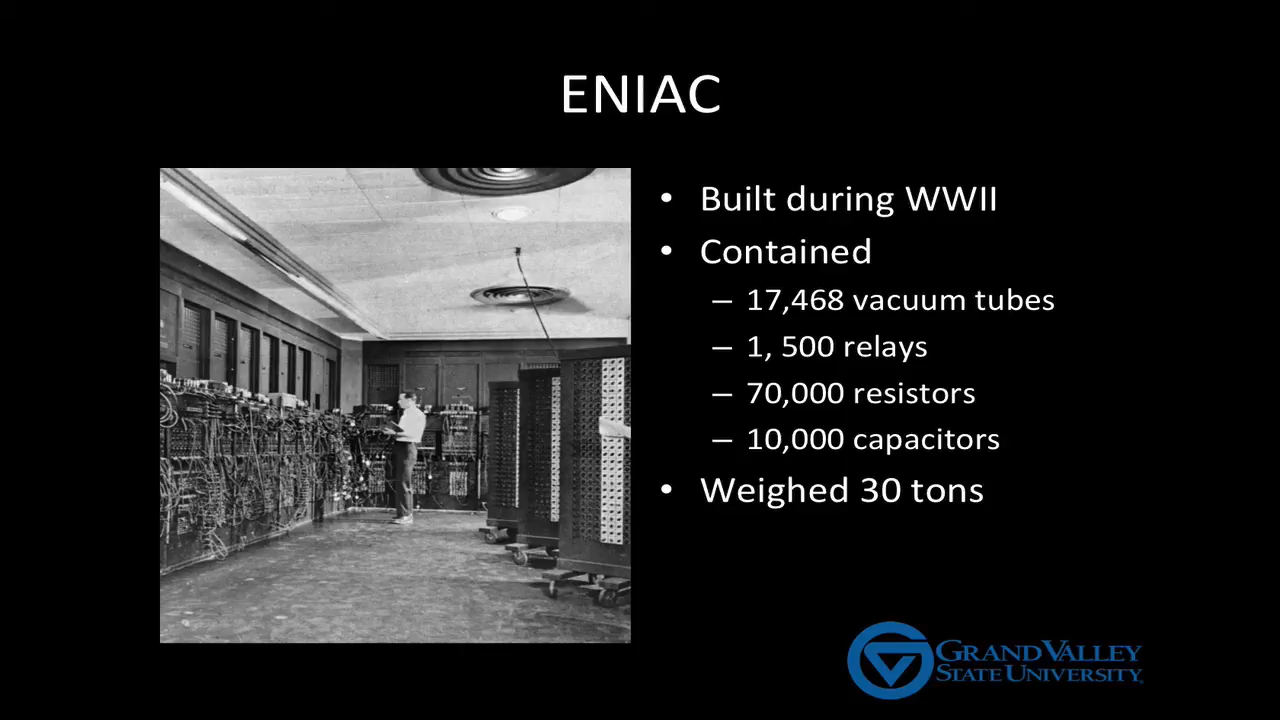 ENIAC
• Built during WWII
• Contained
– 17,468 vacuum tubes
– 1, 500 relays
– 70,000 resistors
– 10,000 capacitors
• Weighed 30 tons
GRAND VALLEY
STATE UNIVERSITY